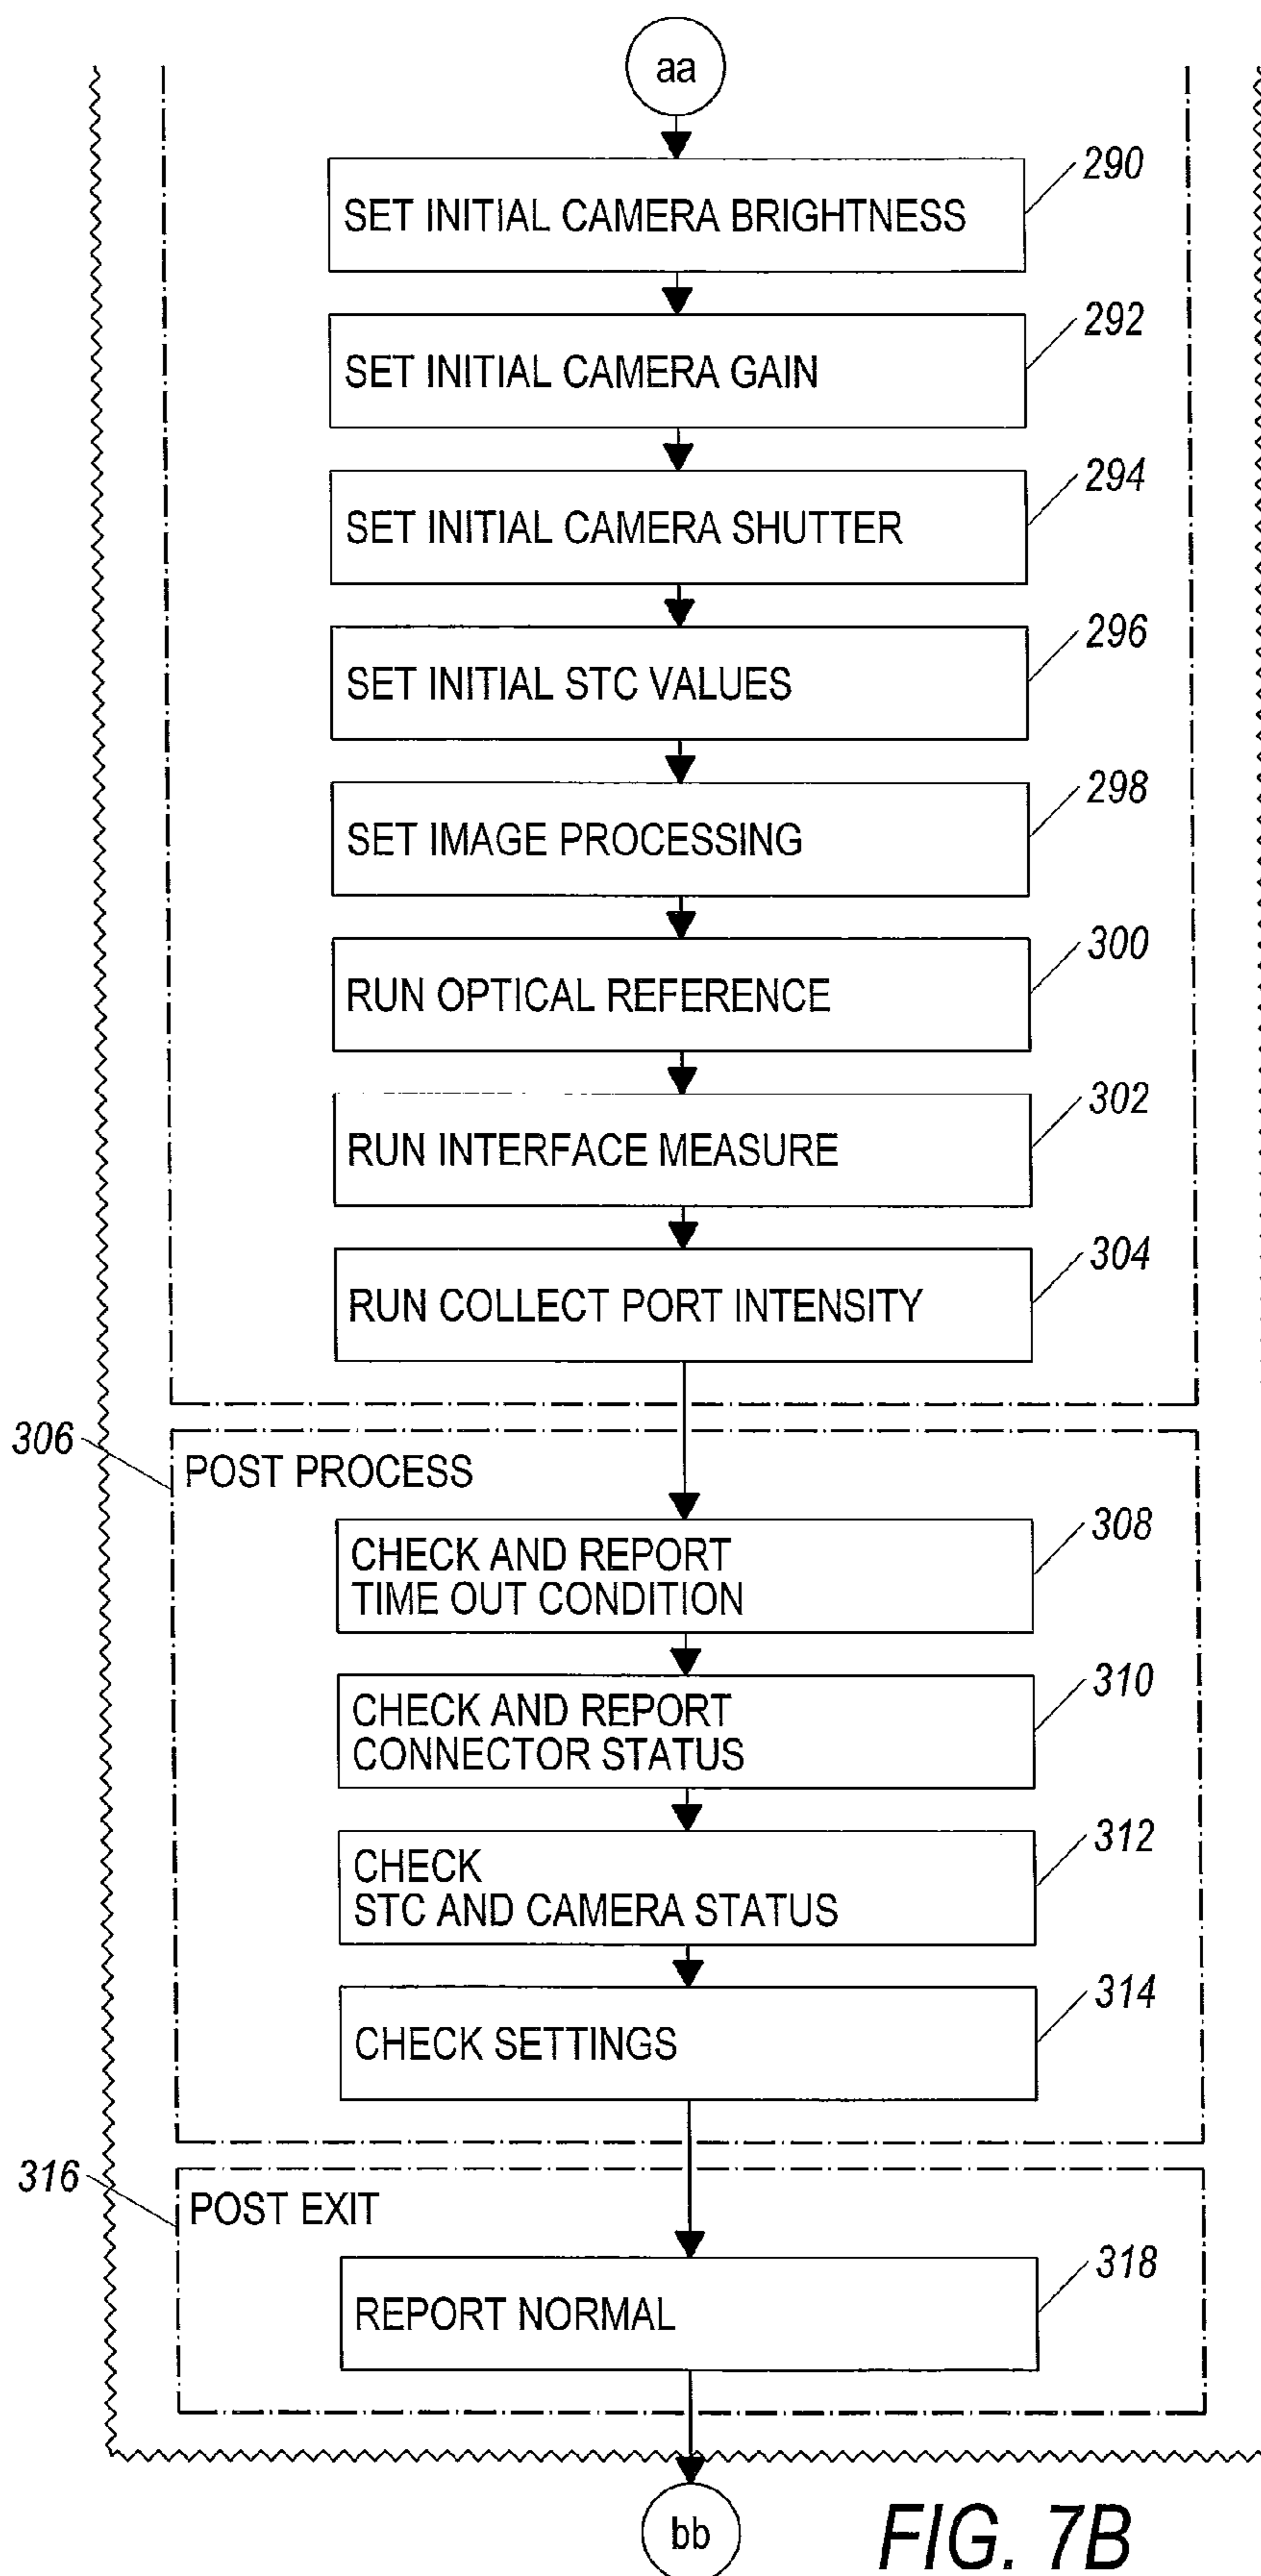 aa
290
SET INITIAL CAMERA BRIGHTNESS
292
SET INITIAL CAMERA GAIN
294
SET INITIAL CAMERA SHUTTER
296
SET INITIAL STC VALUES
298
SET IMAGE PROCESSING
300
RUN OPTICAL REFERENCE
302
RUN INTERFACE MEASURE
304
RUN COLLECT PORT INTENSITY
306
POST PROCESS
308
CHECK AND REPORT
TIME OUT CONDITION
310
CHECK AND REPORT
CONNECTOR STATUS
312
CHECK
STC AND CAMERA STATUS
314
CHECK SETTINGS
316
POST EXIT
318
REPORT NORMAL
bb
FIG. 7B